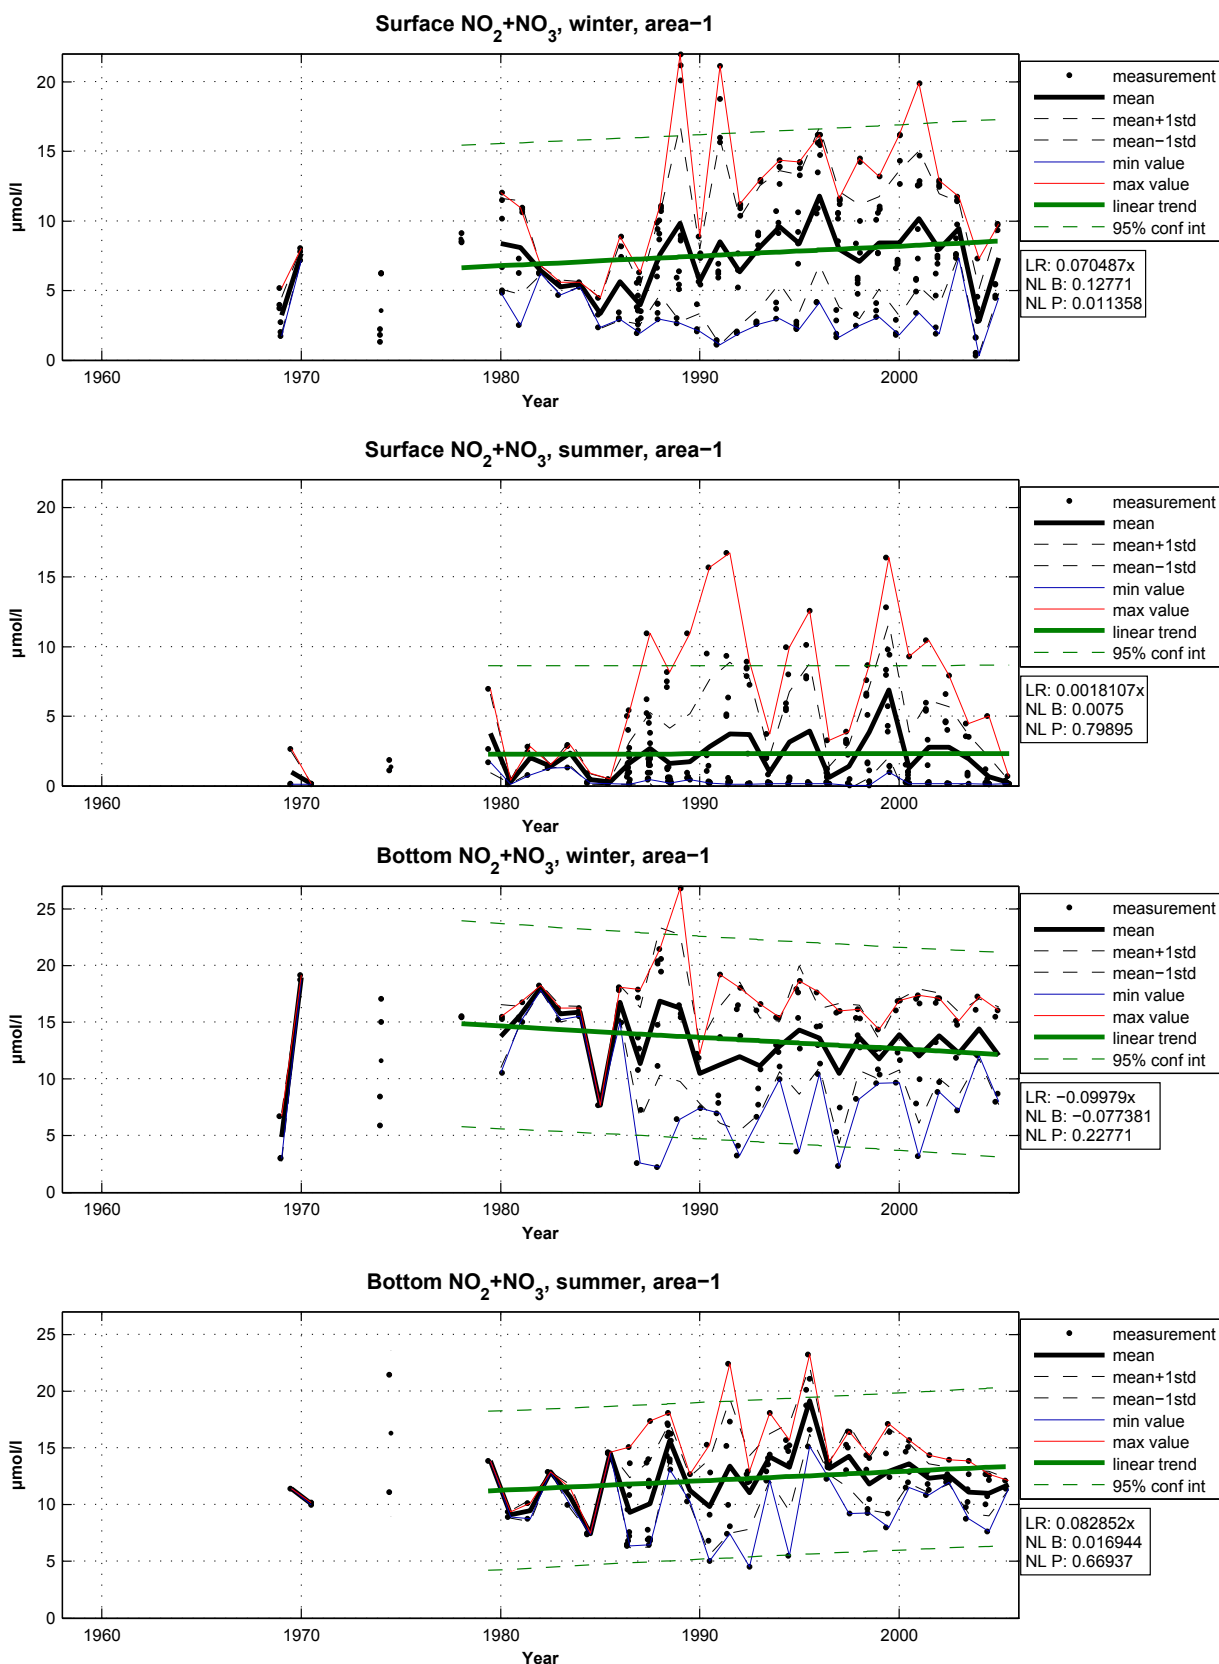 Surface NO2+NO3, winter, area−1
20
15
10
5
0
µmol/l
1960 1970 1980 1990 2000
Year
measurement
mean
mean+1std
mean−1std
min value
max value
linear trend
95% conf int
LR: 0.070487x
NL B: 0.12771
NL P: 0.011358
Surface NO2+NO3, summer, area−1
20
15
10
5
0
µmol/l
1960 1970 1980 1990 2000
Year
measurement
mean
mean+1std
mean−1std
min value
max value
linear trend
95% conf int
LR: 0.0018107x
NL B: 0.0075
NL P: 0.79895
Bottom NO2+NO3, winter, area−1
25
20
15
10
5
0
µmol/l
1960 1970 1980 1990 2000
Year
measurement
mean
mean+1std
mean−1std
min value
max value
linear trend
95% conf int
LR: −0.09979x
NL B: −0.077381
NL P: 0.22771
Bottom NO2+NO3, summer, area−1
25
20
15
10
5
0
µmol/l
1960 1970 1980 1990 2000
Year
measurement
mean
mean+1std
mean−1std
min value
max value
linear trend
95% conf int
LR: 0.082852x
NL B: 0.016944
NL P: 0.66937